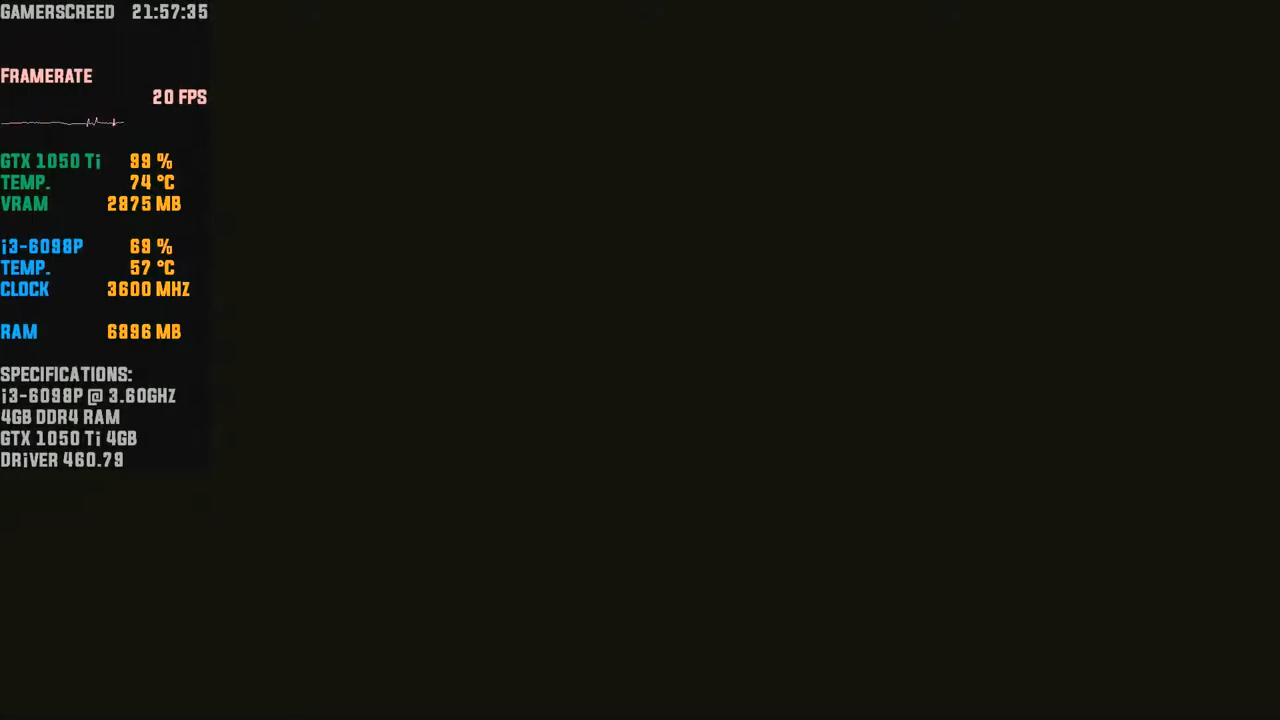 GAMERSCREED 21:57:35
FRAMERATE
20 FPS
GTX 1050 Ti 99 %
TEMP. 74 °C
VRAM 2875 MB
i3-6098P 69 %
TEMP. 57 °C
CLOCK 3600 MHZ
RAM 6896 MB
SPECIFICATIONS:
i3-6098P @ 3.60GHZ
4GB DDR4 RAM
GTX 1050 Ti 4GB
DRiVER 460.79